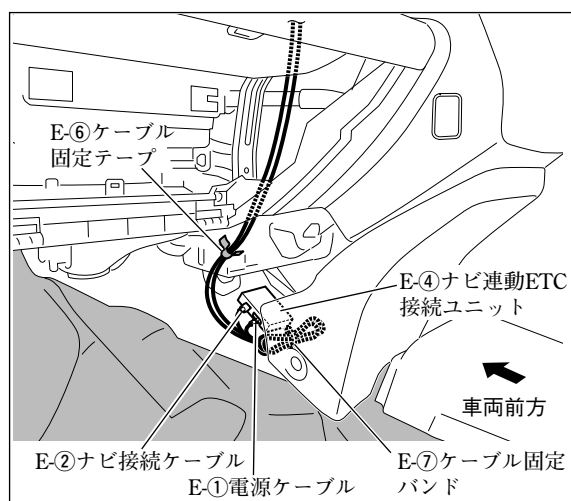 E-⑥ケーブル
固定テープ
E-④ナビ連動ETC
接続ユニット
車両前方
E-②ナビ接続ケーブル
E-⑦ケーブル固定
バンド
E-①電源ケーブル